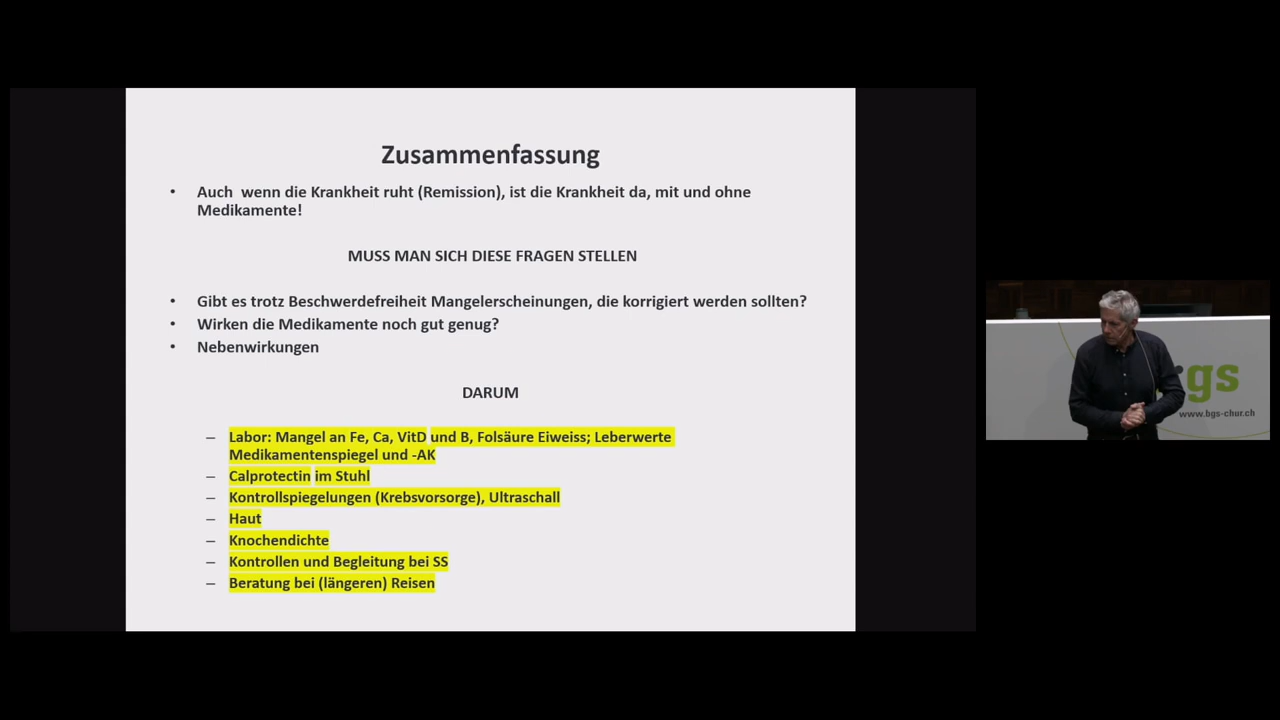 Zusammenfassung
• Auch  wenn die Krankheit ruht (Remission), ist die Krankheit da, mit und ohne
Medikamente!
MUSS MAN SICH DIESE FRAGEN STELLEN
• Gibt es trotz Beschwerdefreiheit Mangelerscheinungen, die korrigiert werden sollten?
• Wirken die Medikamente noch gut genug?
• Nebenwirkungen
DARUM
– Labor: Mangel an Fe, Ca, VitD und B, Folsäure Eiweiss; Leberwerte
Medikamentenspiegel und -AK
– Calprotectin im Stuhl
– Kontrollspiegelungen (Krebsvorsorge), Ultraschall
– Haut
– Knochendichte
– Kontrollen und Begleitung bei SS
– Beratung bei (längeren) Reisen
gs
www.bgs-chur.ch